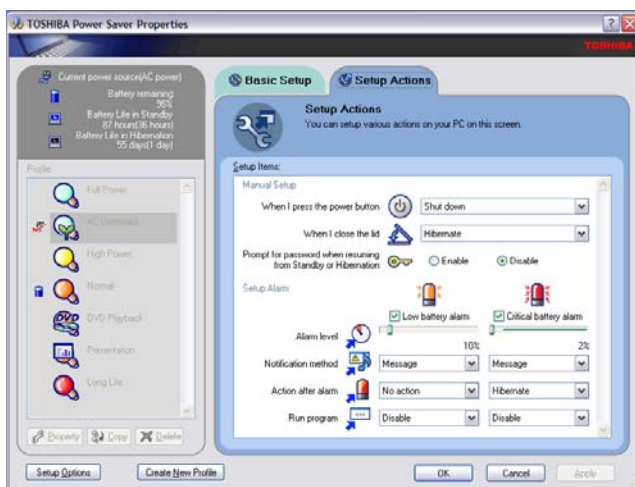 TOSHIBA Power Saver Properties
TOSHIBA
Current power source(AC power)
Battery remaining
96%
Battery Life in Standby
87 hours(36 hours)
Battery Life in Hibernation
55 days(1 day)
Profile:
Full Power
AC
High Power
Normal
DVD Playback
Presentation
Long Life
Property
Copy
Delete
Setup Options
Create New Profile
Basic Setup
Setup Actions
Setup Actions
You can setup various actions on your PC on this screen.
Setup Items:
Manual Setup
When I press the power button
Shut down
When I close the lid
Hibernate
Prompt for password when resuming
from Standby or Hibernation
Enable
Disable
Setup Alarm
Low battery alarm
Critical battery alarm
Alarm level
10%
2%
Notification method
Message
Message
Action after alarm
No action
Hibernate
Run program
Disable
Disable
OK
Cancel
Apply